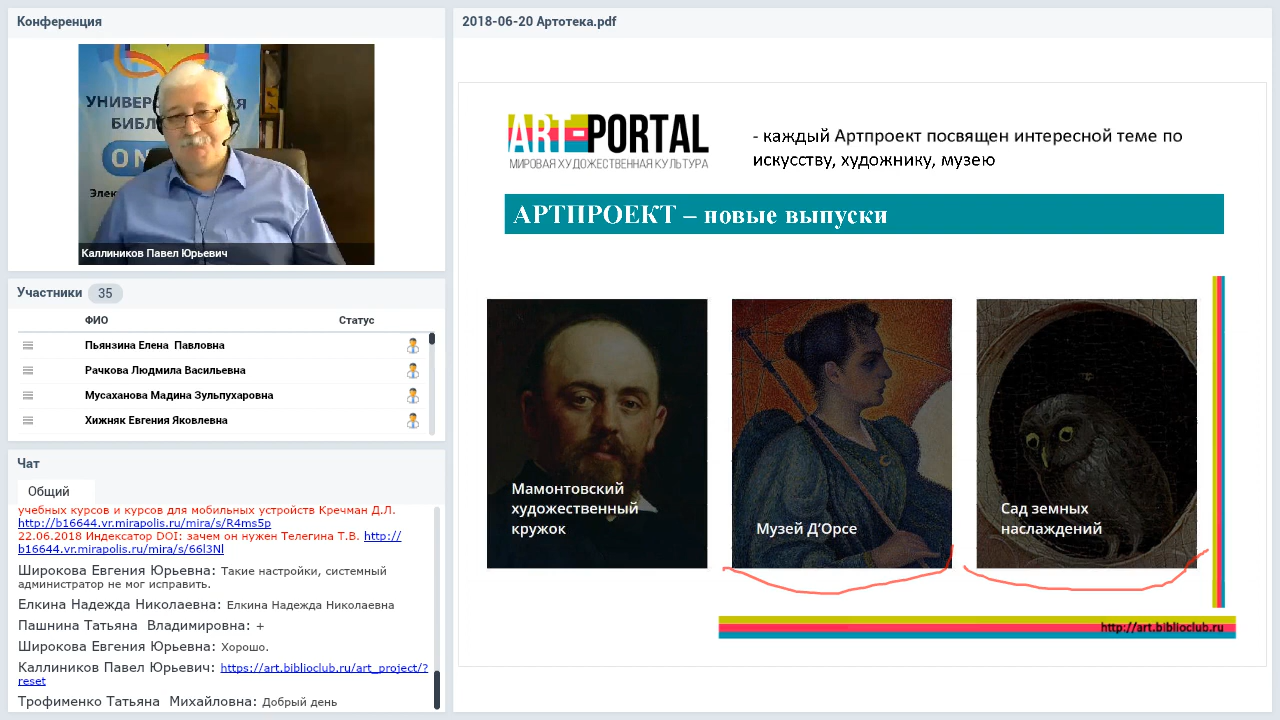 Конференция
УНИВЕР
АЯ
БИБЛ
ON
Элек
Каллиников Павел Юрьевич
Участники 35
ФИО Статус
Пьянзина Елена Павловна
Рачкова Людмила Васильевна
Мусаханова Мадина Зульпухаровна
Хижняк Евгения Яковлевна
Чат
Общий
учебных курсов и курсов для мобильных устройств Кречман Д.Л.
http://b16644.vr.mirapolis.ru/mira/s/R4ms5p
22.06.2018 Индексатор DOI: зачем он нужен Телегина Т.В. http://
b16644.vr.mirapolis.ru/mira/s/66l3Nl
Широкова Евгения Юрьевна: Такие настройки, системный
администратор не мог исправить.
Елкина Надежда Николаевна: Елкина Надежда Николаевна
Пашнина Татьяна Владимировна: +
Широкова Евгения Юрьевна: Хорошо.
Каллиников Павел Юрьевич: https://art.biblioclub.ru/art_project/?
reset
Трофименко Татьяна Михайловна: Добрый день
2018-06-20 Артотека.pdf
ART-PORTAL
МИРОВАЯ ХУДОЖЕСТВЕННАЯ КУЛЬТУРА
- каждый Артпроект посвящен интересной теме по
искусству, художнику, музею
АРТПРОЕКТ – новые выпуски
Мамонтовский
художественный
кружок
Музей Д’Орсе
Сад земных
наслаждений
http://art.biblioclub.ru